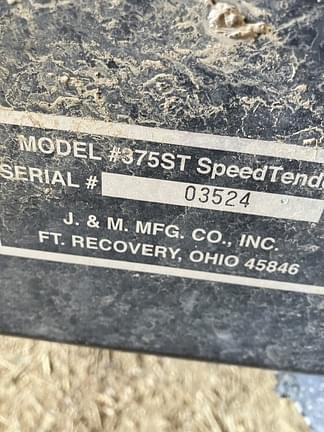 MODEL #375ST SpeedTend
SERIAL # 03524
J. & M. MFG. CO., INC.
FT. RECOVERY, OHIO 45846